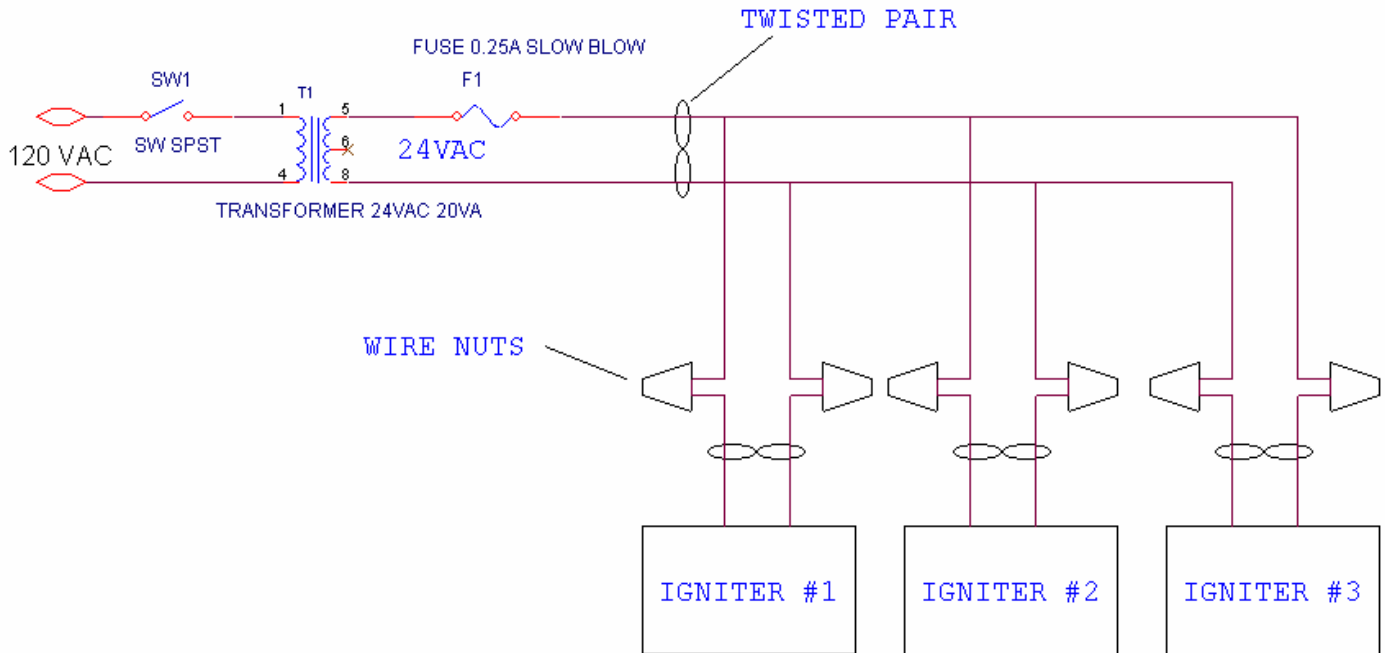 TWISTED PAIR
FUSE 0.25A SLOW BLOW
SW1
T1
F1
1
5
SW SPST
6
120 VAC
24VAC
4
8
TRANSFORMER 24VAC 20VA
WIRE NUTS
IGNITER #1
IGNITER #2
IGNITER #3